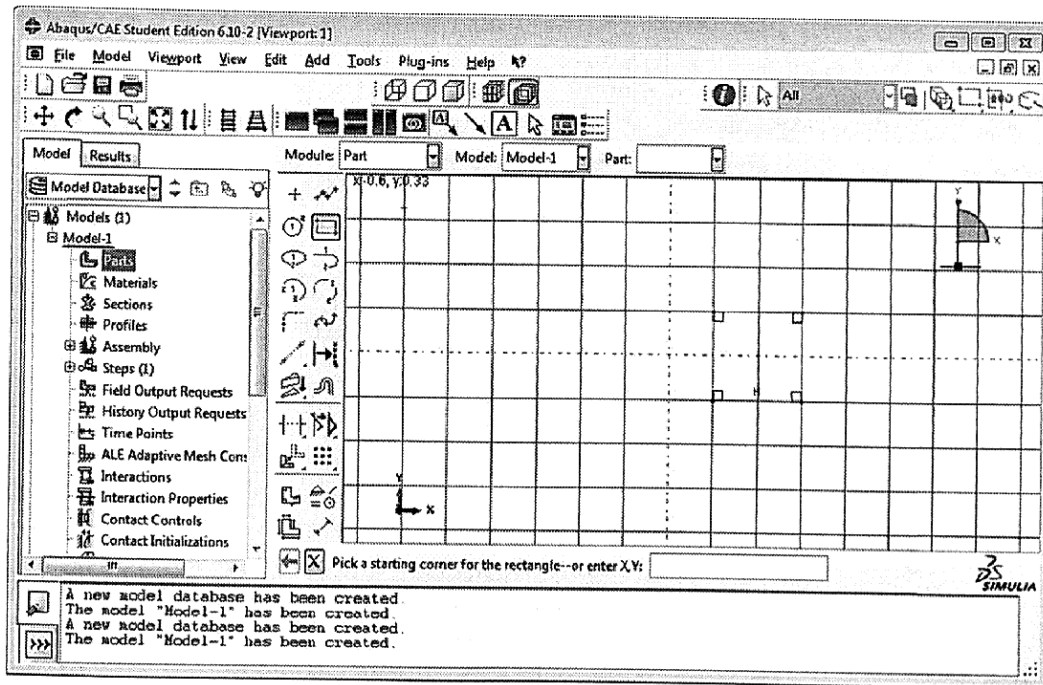 Abaqus/CAE Student Edition 6.10-2 [Viewport: 1]
File Model Viewport View Edit Add Tools Plug-ins Help
All
Model Results
Module: Part Model: Model-1 Part:
Model Database
X:-0.6, y:0.33
Models (1)
Model-1
Parts
Materials
Sections
Profiles
Assembly
Steps (1)
Field Output Requests
History Output Requests
Time Points
ALE Adaptive Mesh Cons
Interactions
Interaction Properties
Contact Controls
Contact Initializations
Y
X
H
Y
X
Pick a starting corner for the rectangle--or enter X,Y:
DS
SIMULIA
A new model database has been created.
The model "Model-1" has been created.
A new model database has been created.
The model "Model-1" has been created.
>>>